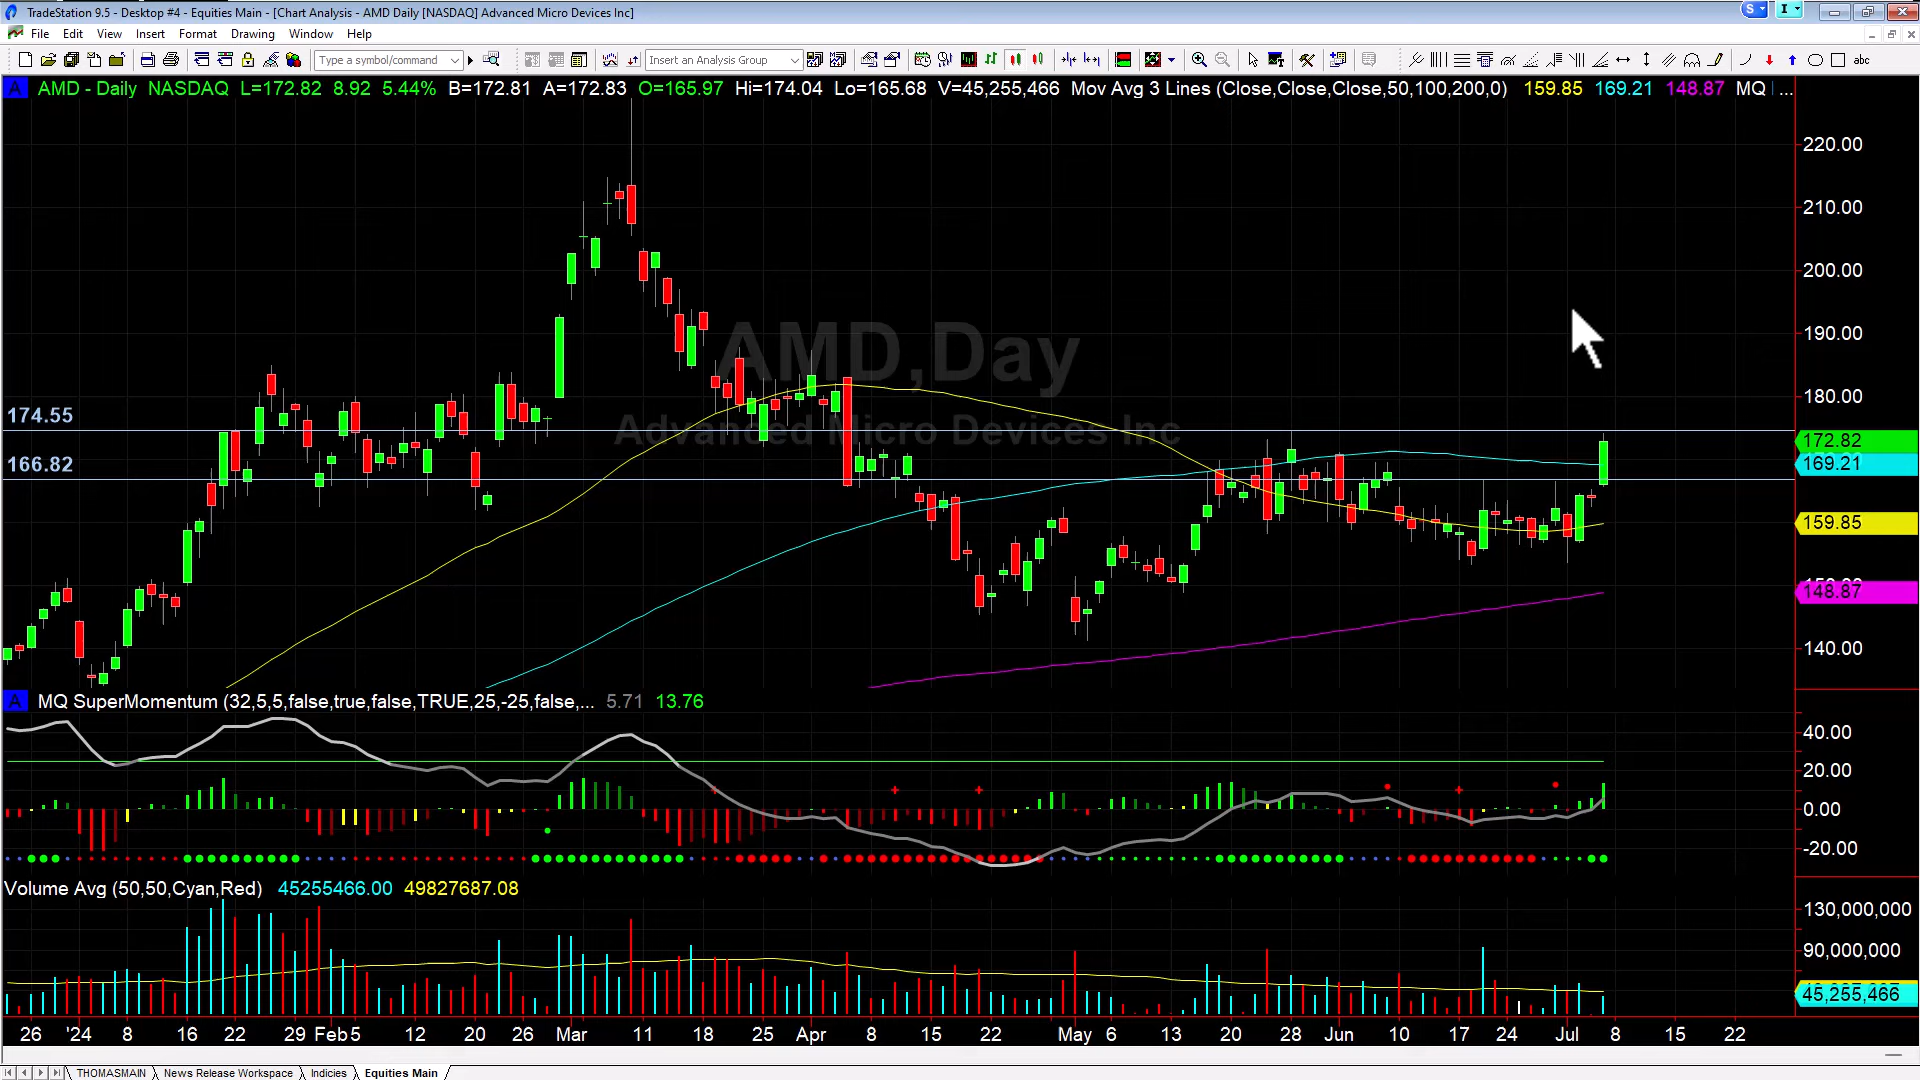 TradeStation 9.5 - Desktop #4 - Equities Main - [Chart Analysis - AMD Daily [NASDAQ] Advanced Micro Devices Inc]
S
I
File Edit View Insert Format Drawing Window Help
Type a symbol/command
Insert an Analysis Group
abc
A AMD - Daily NASDAQ L=172.82 8.92 5.44% B=172.81 A=172.83 O=165.97 Hi=174.04 Lo=165.68 V=45,255,466 Mov Avg 3 Lines (Close,Close,Close,50,100,200,0) 159.85 169.21 148.87 MQ ...
220.00
210.00
200.00
190.00
AMD,Day
180.00
174.55
Advanced Micro Devices Inc
172.82
166.82
169.21
159.85
148.87
140.00
A MQ SuperMomentum (32,5,5,false,true,false,TRUE,25,-25,false,... 5.71 13.76
40.00
20.00
0.00
-20.00
Volume Avg (50,50,Cyan,Red) 45255466.00 49827687.08
130,000,000
90,000,000
45,255,466
26 '24 8 16 22 29 Feb 5 12 20 26 Mar 11 18 25 Apr 8 15 22 May 6 13 20 28 Jun 10 17 24 Jul 8 15 22
THOMASMAIN News Release Workspace Indicies Equities Main